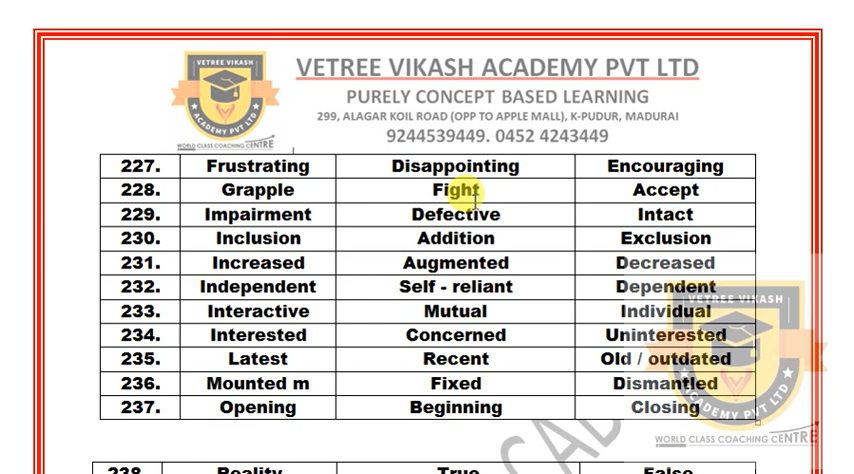 VETREE VIKASH
ACADEMY PVT LTD
WORLD CLASS COACHING CENTRE
VETREE VIKASH ACADEMY PVT LTD
PURELY CONCEPT BASED LEARNING
299, ALAGAR KOIL ROAD (OPP TO APPLE MALL), K-PUDUR, MADURAI
9244539449. 0452 4243449
227. Frustrating Disappointing Encouraging
228. Grapple Fight Accept
229. Impairment Defective Intact
230. Inclusion Addition Exclusion
231. Increased Augmented Decreased
232. Independent Self - reliant Dependent
233. Interactive Mutual Individual
234. Interested Concerned Uninterested
235. Latest Recent Old / outdated
236. Mounted m Fixed Dismantled
237. Opening Beginning Closing
VETREE VIKASH
ACADEMY PVT LTD
WORLD CLASS COACHING CENTRE
238. Reality True False